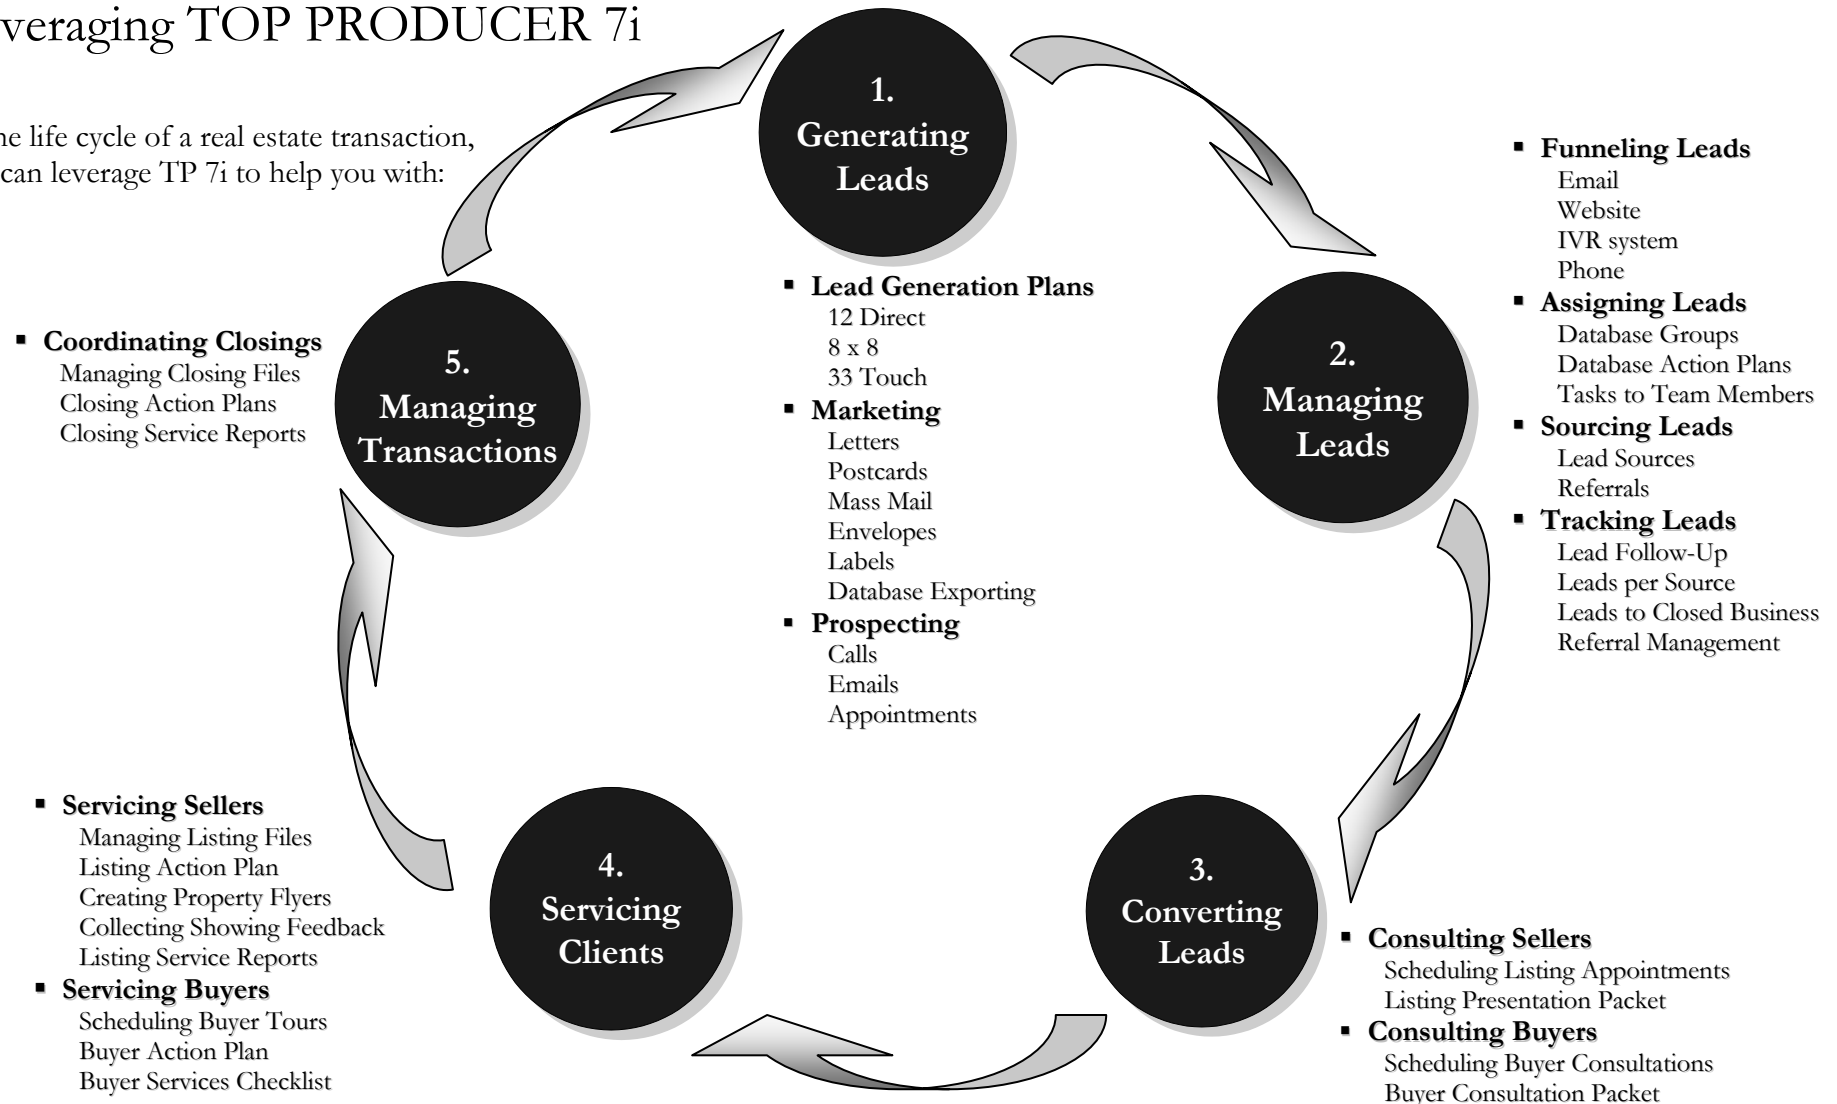 veraging TOP PRODUCER 7i
he life cycle of a real estate transaction,
can leverage TP 7i to help you with:
1.
Generating
Leads
▪ Lead Generation Plans
12 Direct
8 x 8
33 Touch
▪ Marketing
Letters
Postcards
Mass Mail
Envelopes
Labels
Database Exporting
▪ Prospecting
Calls
Emails
Appointments
2.
Managing
Leads
▪ Funneling Leads
Email
Website
IVR system
Phone
▪ Assigning Leads
Database Groups
Database Action Plans
Tasks to Team Members
▪ Sourcing Leads
Lead Sources
Referrals
▪ Tracking Leads
Lead Follow-Up
Leads per Source
Leads to Closed Business
Referral Management
3.
Converting
Leads
▪ Consulting Sellers
Scheduling Listing Appointments
Listing Presentation Packet
▪ Consulting Buyers
Scheduling Buyer Consultations
Buyer Consultation Packet
4.
Servicing
Clients
▪ Servicing Sellers
Managing Listing Files
Listing Action Plan
Creating Property Flyers
Collecting Showing Feedback
Listing Service Reports
▪ Servicing Buyers
Scheduling Buyer Tours
Buyer Action Plan
Buyer Services Checklist
5.
Managing
Transactions
▪ Coordinating Closings
Managing Closing Files
Closing Action Plans
Closing Service Reports